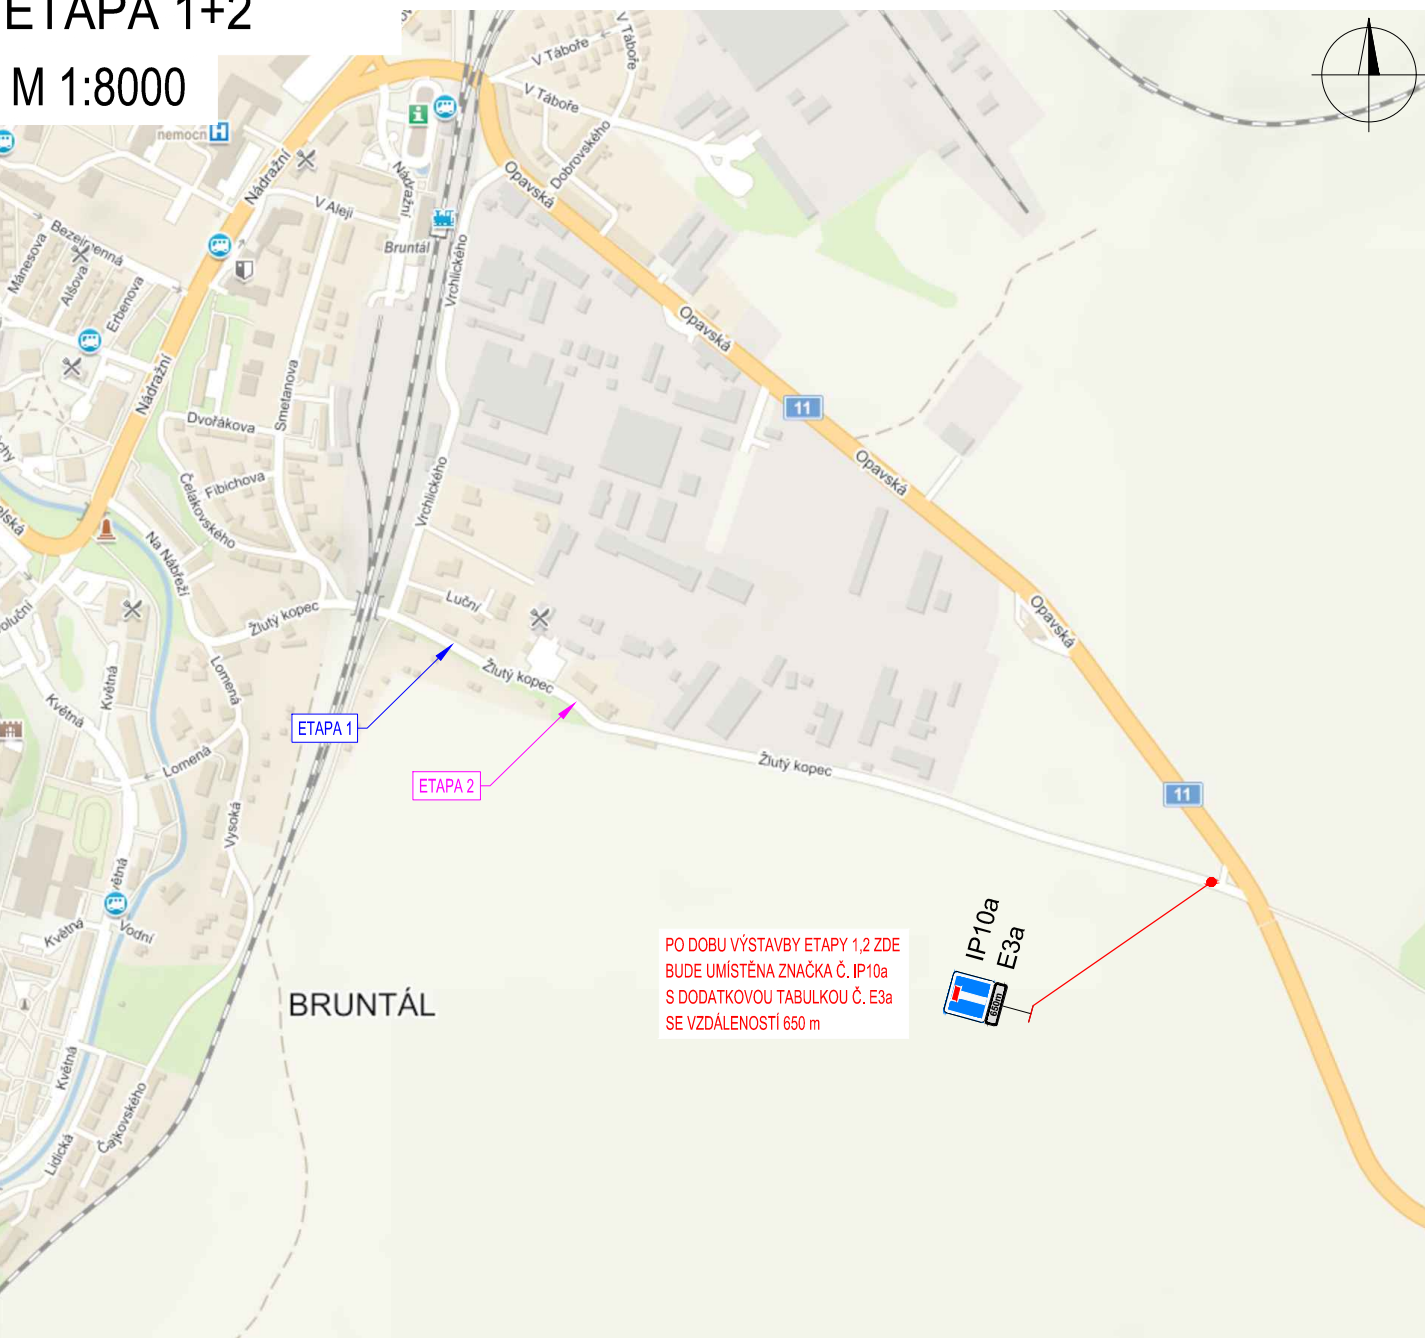 ETAPA 1+2
M 1:8000
V Táboře
V Táboře
V Táboře
nemocn
H
i
Nádražní
Nádražní
V Aleji
Bruntál
Opavská
Dobrovského
Vrchlického
Bezejmenná
Mánesova
Alšova
Erbenova
Nádražní
Smetanova
Dvořákova
Fibichova
Čelakovského
Opavská
11
Opavská
Vrchlického
Na Nábřeží
Žlutý kopec
Luční
Opavská
Žlutý kopec
ETAPA 1
ETAPA 2
Lomená
Květná
Květná
Lomená
Žlutý kopec
11
Vysoká
Květná
Vodní
BRUNTÁL
PO DOBU VÝSTAVBY ETAPY 1,2 ZDE
BUDE UMÍSTĚNA ZNAČKA Č. IP10a
S DODATKOVOU TABULKOU Č. E3a
SE VZDÁLENOSTÍ 650 m
IP10a
E3a
650m
Květná
Čajkovského
Lidická